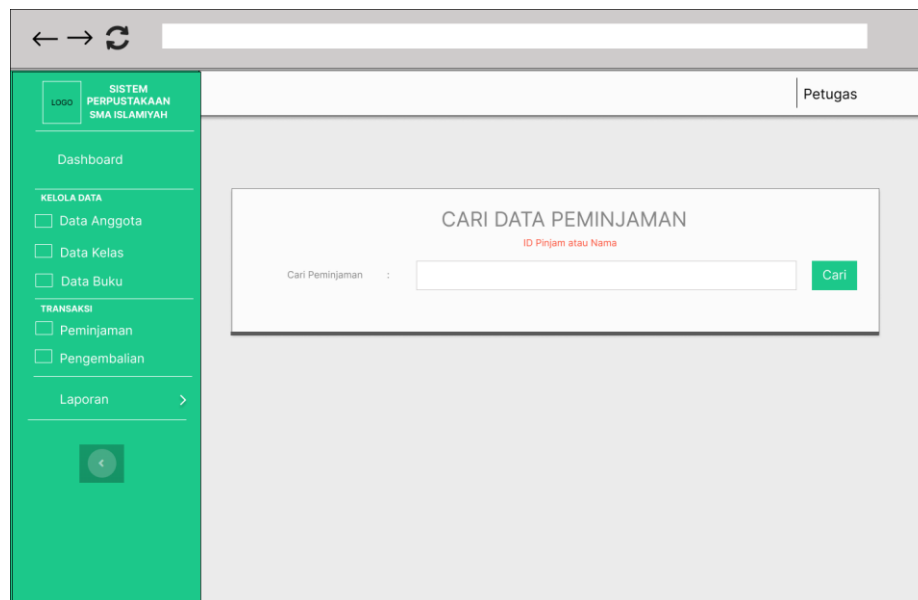 LOGO
SISTEM
PERPUSTAKAAN
SMA ISLAMIYAH
Petugas
Dashboard
KELOLA DATA
Data Anggota
Data Kelas
Data Buku
TRANSAKSI
Peminjaman
Pengembalian
Laporan
CARI DATA PEMINJAMAN
ID Pinjam atau Nama
Cari Peminjaman : Cari